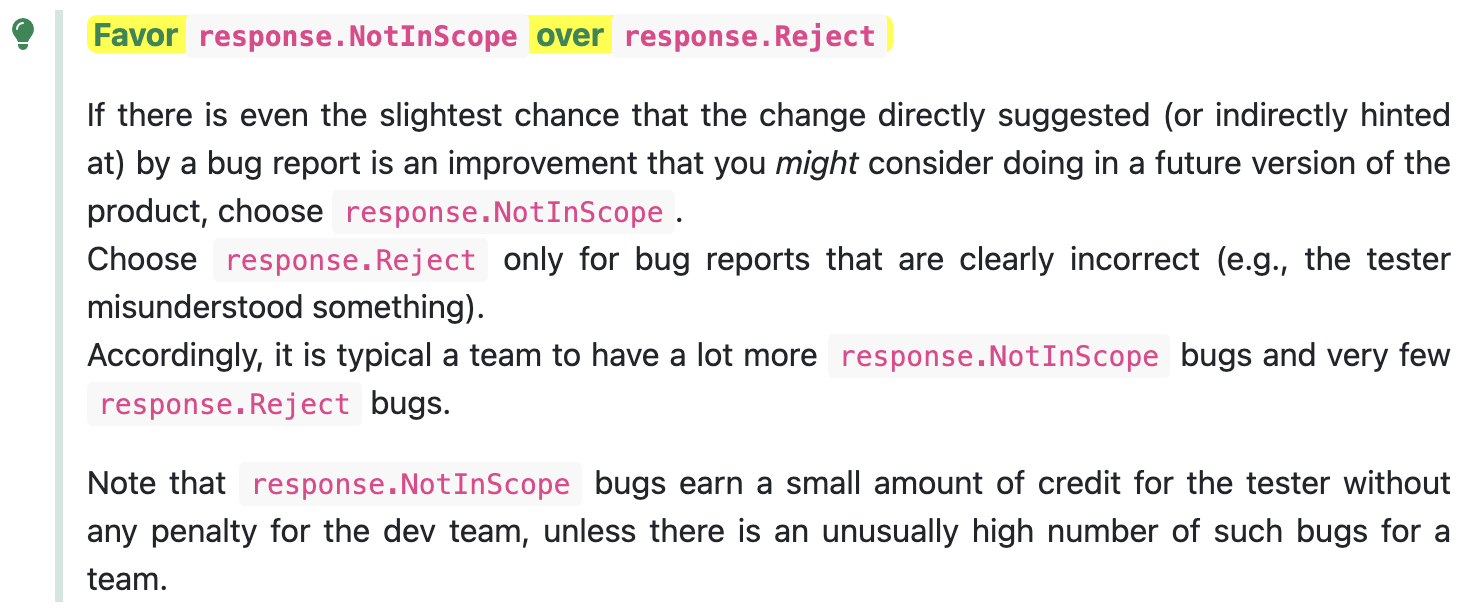 Favor response.NotInScope over response.Reject
If there is even the slightest chance that the change directly suggested (or indirectly hinted
at) by a bug report is an improvement that you might consider doing in a future version of the
product, choose response.NotInScope.
Choose response.Reject only for bug reports that are clearly incorrect (e.g., the tester
misunderstood something).
Accordingly, it is typical a team to have a lot more response.NotInScope bugs and very few
response.Reject bugs.
Note that response.NotInScope bugs earn a small amount of credit for the tester without
any penalty for the dev team, unless there is an unusually high number of such bugs for a
team.